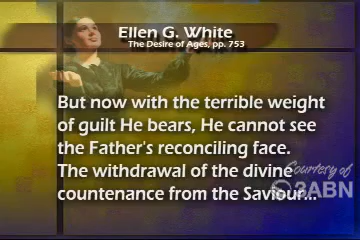 Ellen G. White
The Desire of Ages, pp. 753
But now with the terrible weight
of guilt He bears, He cannot see
the Father's reconciling face.
The withdrawal of the divine
countenance from the Saviour...
Courtesy of
3ABN